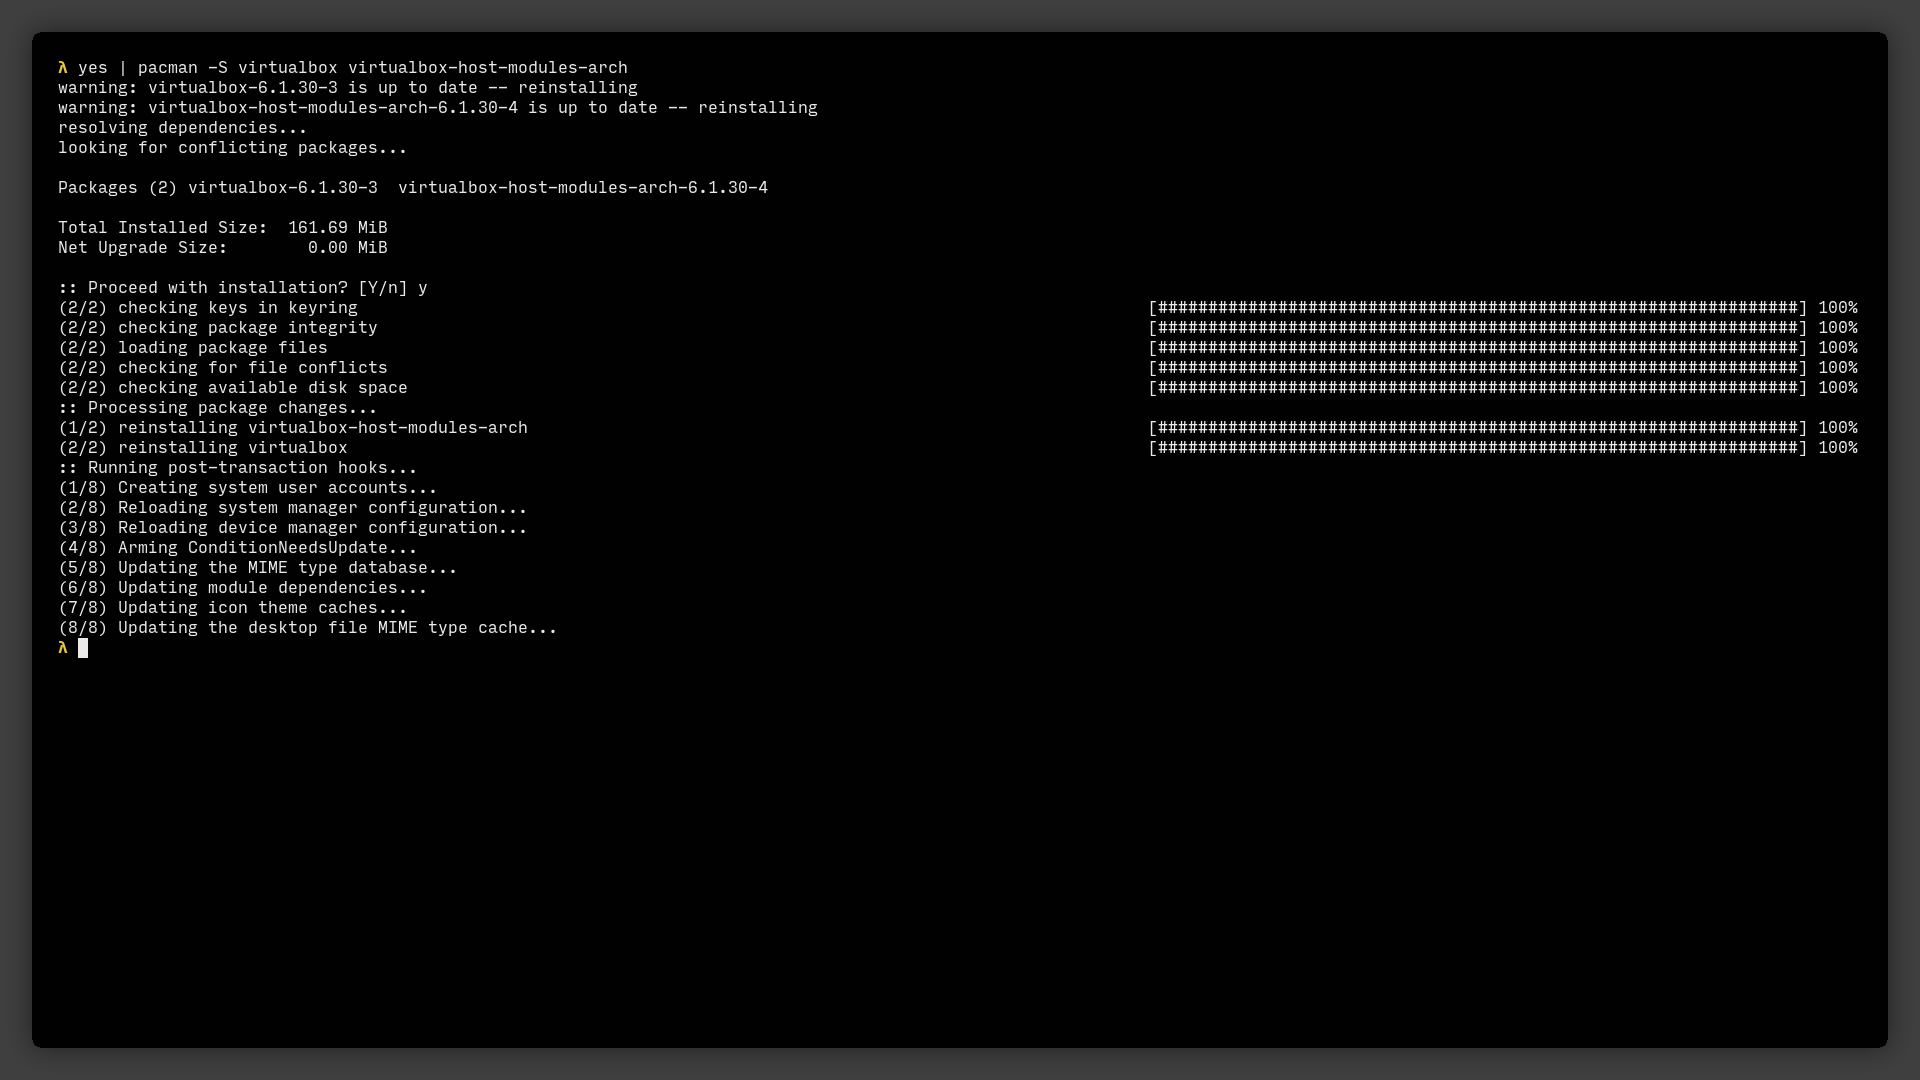 λ yes | pacman -S virtualbox virtualbox-host-modules-arch
warning: virtualbox-6.1.30-3 is up to date -- reinstalling
warning: virtualbox-host-modules-arch-6.1.30-4 is up to date -- reinstalling
resolving dependencies...
looking for conflicting packages...

Packages (2) virtualbox-6.1.30-3  virtualbox-host-modules-arch-6.1.30-4

Total Installed Size:  161.69 MiB
Net Upgrade Size:        0.00 MiB

:: Proceed with installation? [Y/n] y
(2/2) checking keys in keyring [################################################################] 100%
(2/2) checking package integrity [################################################################] 100%
(2/2) loading package files [################################################################] 100%
(2/2) checking for file conflicts [################################################################] 100%
(2/2) checking available disk space [################################################################] 100%
:: Processing package changes...
(1/2) reinstalling virtualbox-host-modules-arch [################################################################] 100%
(2/2) reinstalling virtualbox [################################################################] 100%
:: Running post-transaction hooks...
(1/8) Creating system user accounts...
(2/8) Reloading system manager configuration...
(3/8) Reloading device manager configuration...
(4/8) Arming ConditionNeedsUpdate...
(5/8) Updating the MIME type database...
(6/8) Updating module dependencies...
(7/8) Updating icon theme caches...
(8/8) Updating the desktop file MIME type cache...
λ